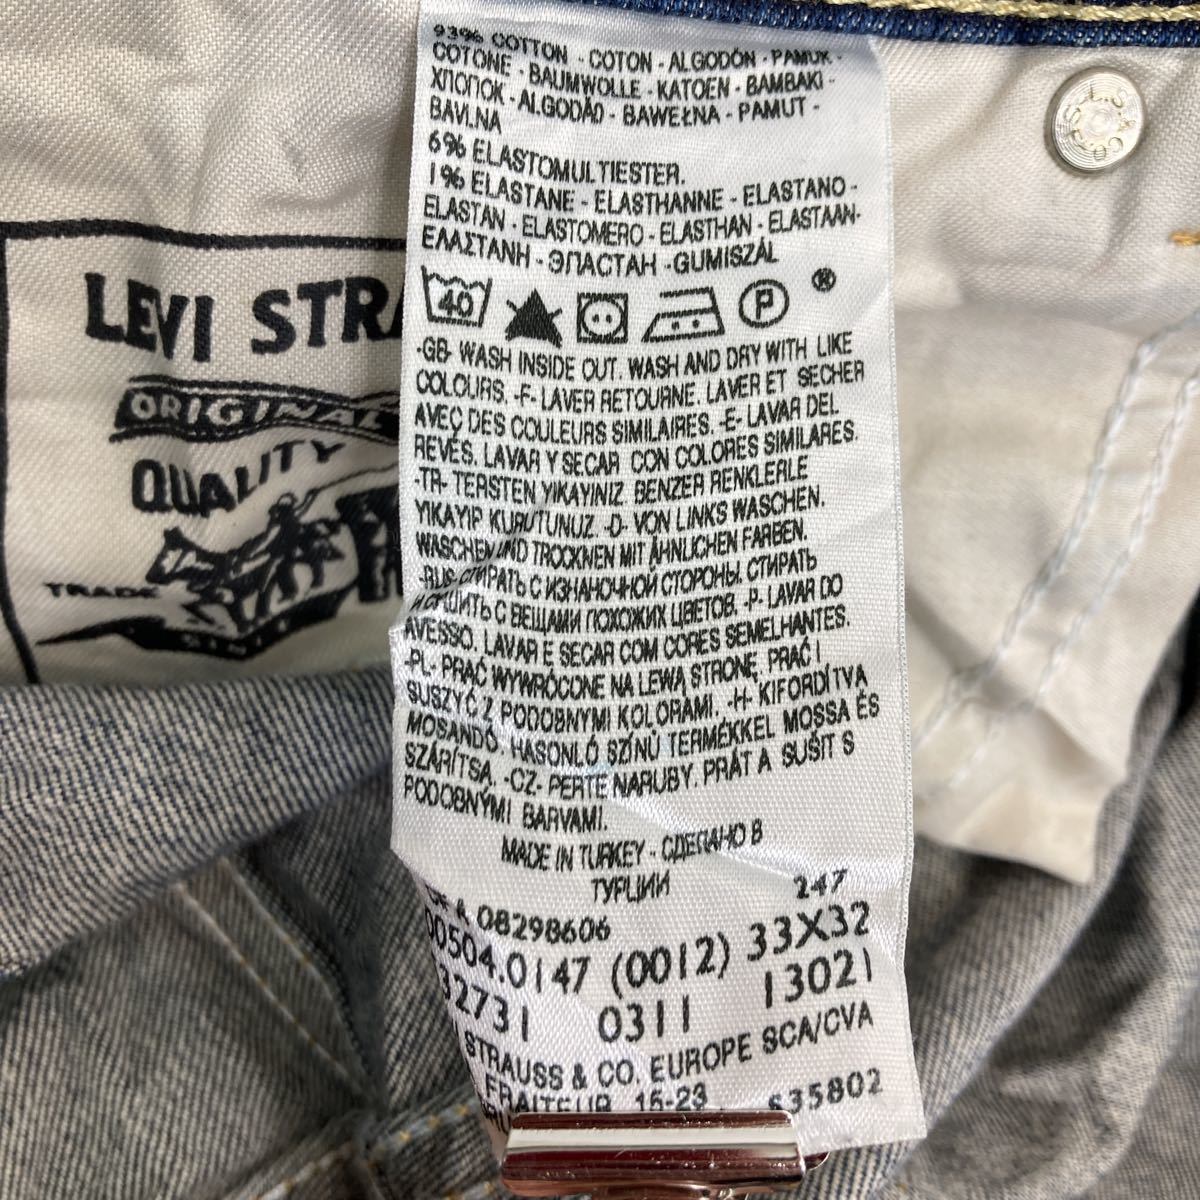 93% COTTON - COTON - ALGODÓN - PAMUK -
COTONE - BAUMWOLLE - KATOEN - BAMBAKI -
ХЛОПОК - ALGODÃO - BAWEŁNA - PAMUT -
BAVLNA
6% ELASTOMULTIESTER.
1% ELASTANE - ELASTHANNE - ELASTANO -
ELASTAN - ELASTOMERO - ELASTHAN - ELASTAAN-
ΕΛΑΣΤΑΝΗ - ЭЛАСТАН -GUMISZÁL
40 P ®
-GB- WASH INSIDE OUT. WASH AND DRY WITH LIKE
COLOURS. -F- LAVER RETOURNE. LAVER ET SECHER
AVEC DES COULEURS SIMILAIRES. -E- LAVAR DEL
REVÉS. LAVAR Y SECAR CON COLORES SIMILARES.
-TR- TERSTEN YIKAYINIZ BENZER RENKLERLE
YIKAYIP KURUTUNUZ -D- VON LINKS WASCHEN.
WASCHEN UND TROCKNEN MIT ÄHNLICHEN FARBEN.
-RUS- СТИРАТЬ С ИЗНАНОЧНОЙ СТОРОНЫ. СТИРАТЬ
И СУШИТЬ С ВЕЩАМИ ПОХОЖИХ ЦВЕТОВ. -P- LAVAR DO
AVESSO. LAVAR E SECAR COM CORES SEMELHANTES.
-PL- PRAĆ WYWRÓCONE NA LEWĄ STRONĘ. PRAĆ I
SUSZYĆ Z PODOBNYMI KOLORAMI. -H- KIFORDÍTVA
MOSANDÓ. HASONLÓ SZÍNŰ TERMÉKKEL MOSSA ÉS
SZÁRÍTSA. -CZ- PERTE NARUBY. PRÁT A SUŠIT S
PODOBNÝMI BARVAMI.
MADE IN TURKEY - СДЕЛАНО В
ТУРЦИИ 247
A 08298606
00504.0147 (0012) 33X32
32731 0311 13021
STRAUSS & CO. EUROPE SCA/CVA
15-23 S35802
LEVI STRA
ORIGINAL
QUALITY
TRADE
L.S.&CO.